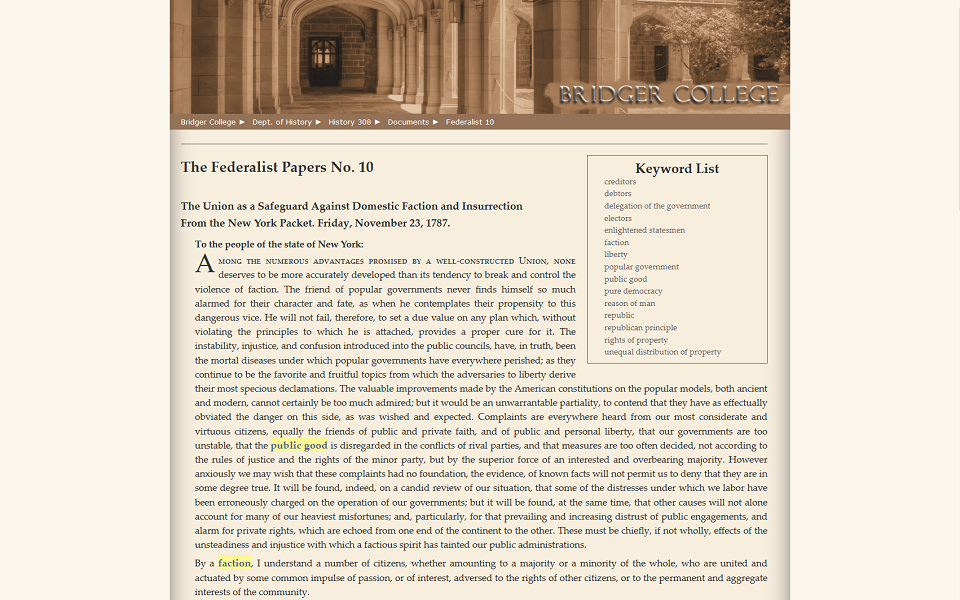 BRIDGER COLLEGE
Bridger College ► Dept. of History ► History 308 ► Documents ► Federalist 10
The Federalist Papers No. 10
The Union as a Safeguard Against Domestic Faction and Insurrection
From the New York Packet. Friday, November 23, 1787.
To the people of the state of New York:
AMONG THE NUMEROUS ADVANTAGES PROMISED BY A WELL-CONSTRUCTED UNION, NONE
deserves to be more accurately developed than its tendency to break and control the
violence of faction. The friend of popular governments never finds himself so much
alarmed for their character and fate, as when he contemplates their propensity to this
dangerous vice. He will not fail, therefore, to set a due value on any plan which, without
violating the principles to which he is attached, provides a proper cure for it. The
instability, injustice, and confusion introduced into the public councils, have, in truth, been
the mortal diseases under which popular governments have everywhere perished; as they
continue to be the favorite and fruitful topics from which the adversaries to liberty derive
their most specious declamations. The valuable improvements made by the American constitutions on the popular models, both ancient
and modern, cannot certainly be too much admired; but it would be an unwarrantable partiality, to contend that they have as effectually
obviated the danger on this side, as was wished and expected. Complaints are everywhere heard from our most considerate and
virtuous citizens, equally the friends of public and private faith, and of public and personal liberty, that our governments are too
unstable, that the public good is disregarded in the conflicts of rival parties, and that measures are too often decided, not according to
the rules of justice and the rights of the minor party, but by the superior force of an interested and overbearing majority. However
anxiously we may wish that these complaints had no foundation, the evidence, of known facts will not permit us to deny that they are in
some degree true. It will be found, indeed, on a candid review of our situation, that some of the distresses under which we labor have
been erroneously charged on the operation of our governments; but it will be found, at the same time, that other causes will not alone
account for many of our heaviest misfortunes; and, particularly, for that prevailing and increasing distrust of public engagements, and
alarm for private rights, which are echoed from one end of the continent to the other. These must be chiefly, if not wholly, effects of the
unsteadiness and injustice with which a factious spirit has tainted our public administrations.
By a faction, I understand a number of citizens, whether amounting to a majority or a minority of the whole, who are united and
actuated by some common impulse of passion, or of interest, adversed to the rights of other citizens, or to the permanent and aggregate
interests of the community.
Keyword List
creditors
debtors
delegation of the government
electors
enlightened statesmen
faction
liberty
popular government
public good
pure democracy
reason of man
republic
republican principle
rights of property
unequal distribution of property